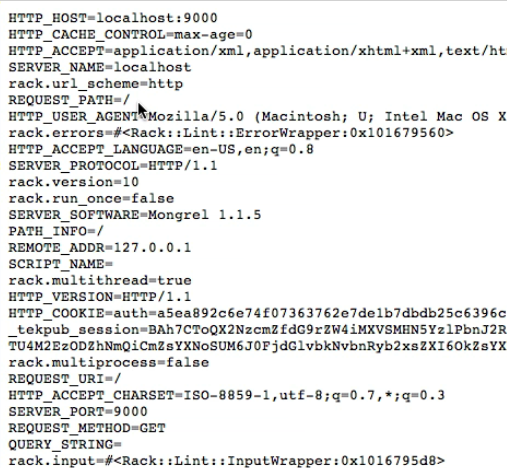 HTTP_HOST=localhost:9000
HTTP_CACHE_CONTROL=max-age=0
HTTP_ACCEPT=application/xml,application/xhtml+xml,text/ht
SERVER_NAME=localhost
rack.url_scheme=http
REQUEST_PATH=/
HTTP_USER_AGENT=Mozilla/5.0 (Macintosh; U; Intel Mac OS X
rack.errors=#<Rack::Lint::ErrorWrapper:0x101679560>
HTTP_ACCEPT_LANGUAGE=en-US,en;q=0.8
SERVER_PROTOCOL=HTTP/1.1
rack.version=10
rack.run_once=false
SERVER_SOFTWARE=Mongrel 1.1.5
PATH_INFO=/
REMOTE_ADDR=127.0.0.1
SCRIPT_NAME=
rack.multithread=true
HTTP_VERSION=HTTP/1.1
HTTP_COOKIE=auth=a5ea892c6e74f07363762e7de1b7dbdb25c6396c
_tekpub_session=BAh7CToQX2NzcmZfdG9rZW4iMXVSMHN5YzlPbnJ2R
TU4M2EzODZhNmQiCmZsYXNoSUM6J0FjdGlvbkNvbnRyb2xsZXI6OkZsYX
rack.multiprocess=false
REQUEST_URI=/
HTTP_ACCEPT_CHARSET=ISO-8859-1,utf-8;q=0.7,*;q=0.3
SERVER_PORT=9000
REQUEST_METHOD=GET
QUERY_STRING=
rack.input=#<Rack::Lint::InputWrapper:0x1016795d8>